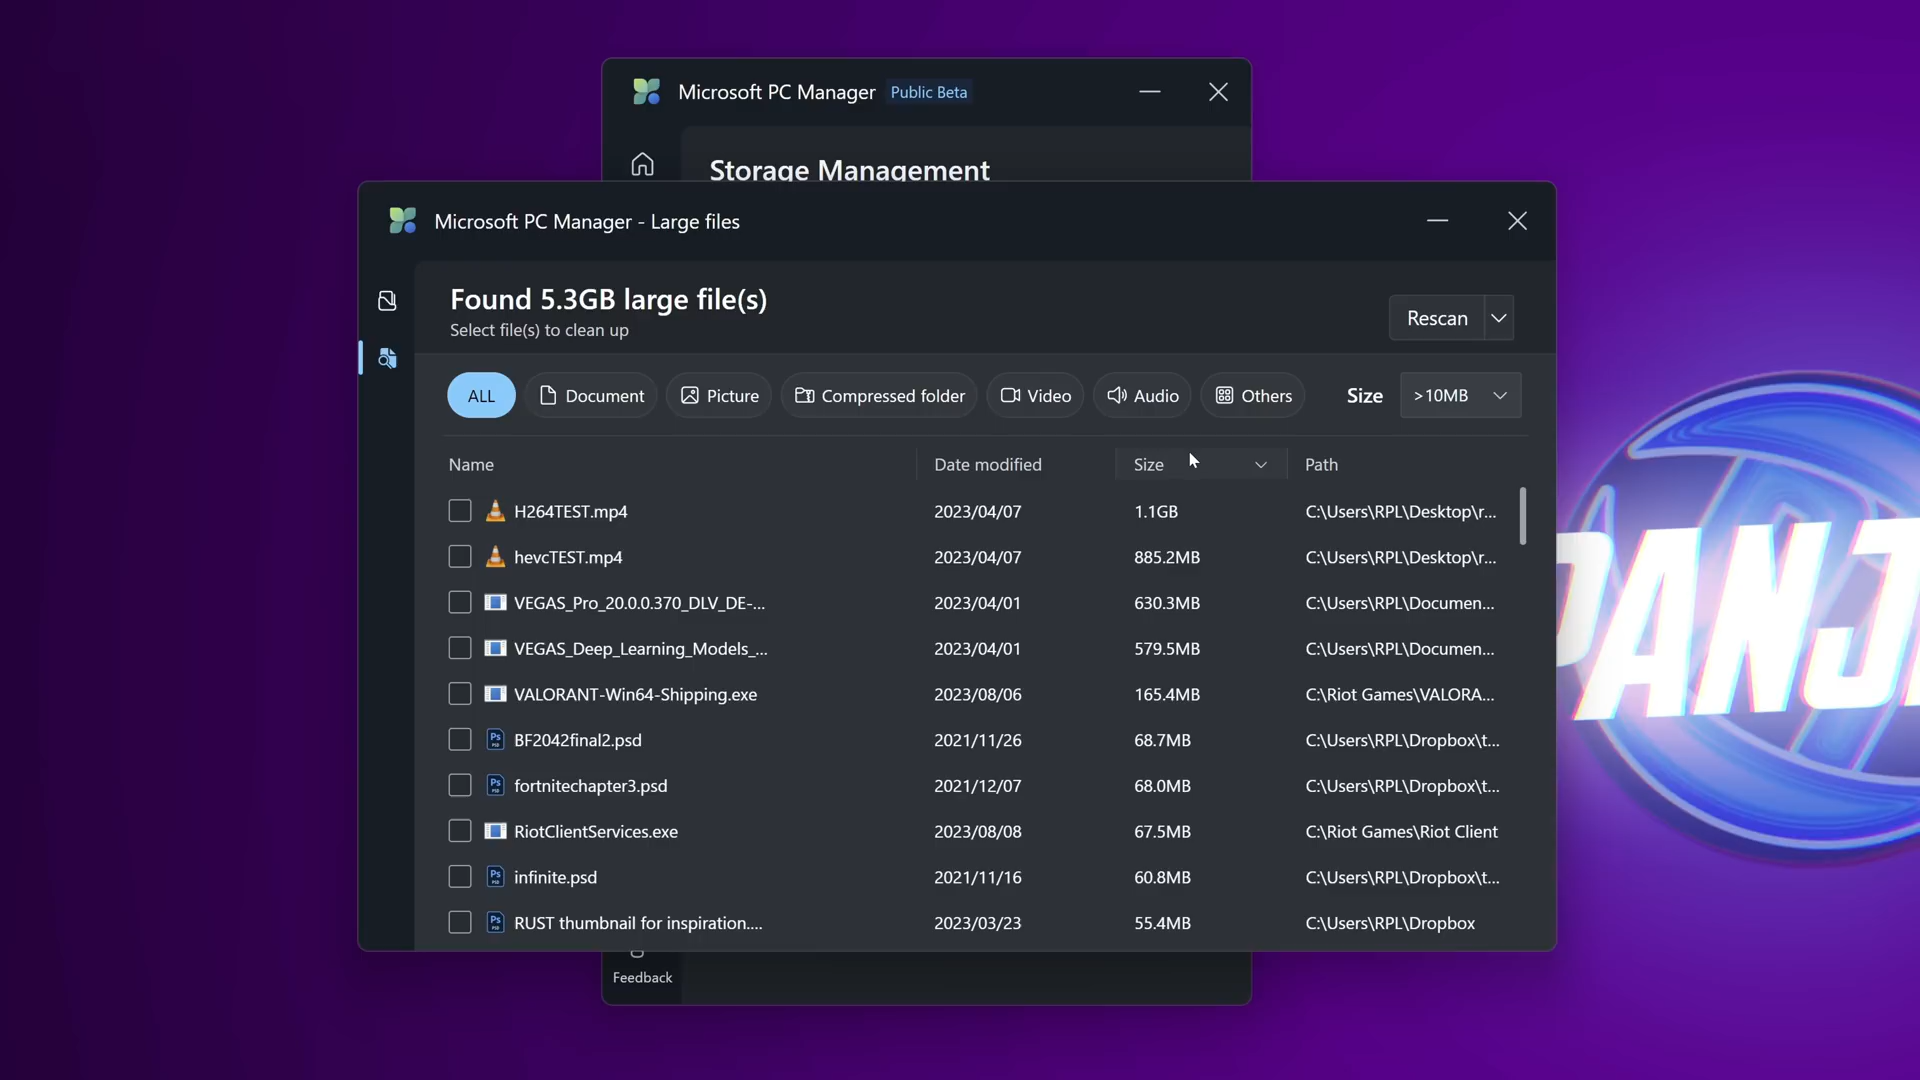 Microsoft PC Manager Public Beta
Storage Management
Microsoft PC Manager - Large files
Found 5.3GB large file(s)
Select file(s) to clean up
Rescan
ALL Document Picture Compressed folder Video Audio Others Size >10MB
Name Date modified Size Path
H264TEST.mp4 2023/04/07 1.1GB C:\Users\RPL\Desktop\r...
hevcTEST.mp4 2023/04/07 885.2MB C:\Users\RPL\Desktop\r...
VEGAS_Pro_20.0.0.370_DLV_DE-... 2023/04/01 630.3MB C:\Users\RPL\Documen...
VEGAS_Deep_Learning_Models_... 2023/04/01 579.5MB C:\Users\RPL\Documen...
VALORANT-Win64-Shipping.exe 2023/08/06 165.4MB C:\Riot Games\VALORA...
BF2042final2.psd 2021/11/26 68.7MB C:\Users\RPL\Dropbox\t...
fortnitechapter3.psd 2021/12/07 68.0MB C:\Users\RPL\Dropbox\t...
RiotClientServices.exe 2023/08/08 67.5MB C:\Riot Games\Riot Client
infinite.psd 2021/11/16 60.8MB C:\Users\RPL\Dropbox\t...
RUST thumbnail for inspiration.... 2023/03/23 55.4MB C:\Users\RPL\Dropbox
Feedback
PANJ